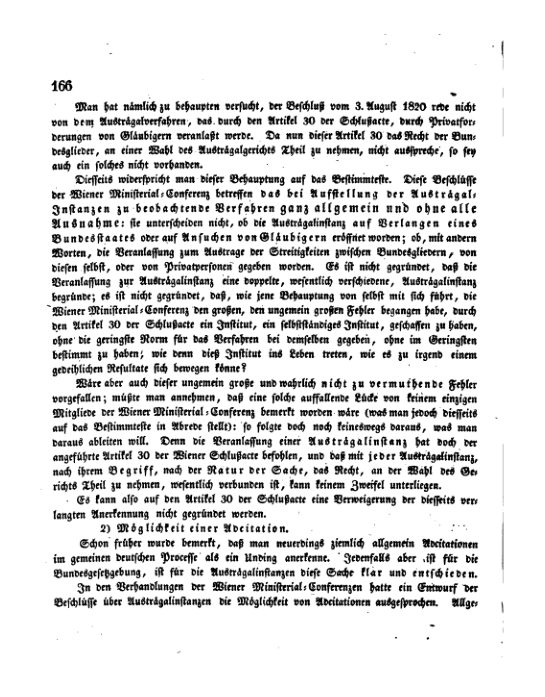 166
Man hat nämlich zu behaupten versucht, der Beschluß vom 3. August 1820 rede nicht
von dem Austrägalverfahren, das durch den Artikel 30 der Schlußacte, durch Privatfor-
derungen von Gläubigern veranlaßt werde. Da nun dieser Artikel 30 das Recht der Bun-
desglieder, an einer Wahl des Austrägalgerichts Theil zu nehmen, nicht ausspreche, so sey
auch ein solches nicht vorhanden.
Diesseits widerspricht man dieser Behauptung auf das Bestimmteste. Diese Beschlüsse
der Wiener Ministerial-Conferenz betreffen das bei Aufstellung der Austrägal-
Instanzen zu beobachtende Verfahren ganz allgemein und ohne alle
Ausnahme: sie unterscheiden nicht, ob die Austrägalinstanz auf Verlangen eines
Bundesstaates oder auf Ansuchen von Gläubigern eröffnet worden; ob, mit andern
Worten, die Veranlassung zum Austrage der Streitigkeiten zwischen Bundesgliedern, von
diesen selbst, oder von Privatpersonen gegeben worden. Es ist nicht gegründet, daß die
Veranlassung zur Austrägalinstanz eine doppelte, wesentlich verschiedene, Austrägalinstanz
begründe; es ist nicht gegründet, daß, wie jene Behauptung von selbst mit sich führt, die
Wiener Ministerial-Conferenz den großen, den ungemein großen Fehler begangen habe, durch
den Artikel 30 der Schlußacte ein Institut, ein selbstständiges Institut, geschaffen zu haben,
ohne die geringste Norm für das Verfahren bei demselben gegeben, ohne im Geringsten
bestimmt zu haben; wie denn dieß Institut ins Leben treten, wie es zu irgend einem
gedeihlichen Resultate sich bewegen könne?
Wäre aber auch dieser ungemein große und wahrlich nicht zu vermuthende Fehler
vorgefallen; müßte man annehmen, daß eine solche auffallende Lücke von keinem einzigen
Mitgliede der Wiener Ministerial-Conferenz bemerkt worden wäre (was man jedoch diesseits
auf das Bestimmteste in Abrede stellt): so folgte doch noch keineswegs daraus, was man
daraus ableiten will. Denn die Veranlassung einer Austrägalinstanz hat doch der
angeführte Artikel 30 der Wiener Schlußacte befohlen, und daß mit jeder Austrägalinstanz,
nach ihrem Begriff, nach der Natur der Sache, das Recht, an der Wahl des Ge-
richts Theil zu nehmen, wesentlich verbunden ist, kann keinem Zweifel unterliegen.
Es kann also auf den Artikel 30 der Schlußacte eine Verweigerung der diesseits ver-
langten Anerkennung nicht gegründet werden.
2) Möglichkeit einer Adcitation.
Schon früher wurde bemerkt, daß man neuerdings ziemlich allgemein Adcitationen
im gemeinen deutschen Processe als ein Unding anerkenne. Jedenfalls aber ist für die
Bundesgesetzgebung, ist für die Austrägalinstanzen diese Sache klar und entschieden.
In den Verhandlungen der Wiener Ministerial-Conferenzen hatte ein Entwurf der
Beschlüsse über Austrägalinstanzen die Möglichkeit von Adcitationen ausgesprochen. Allge-